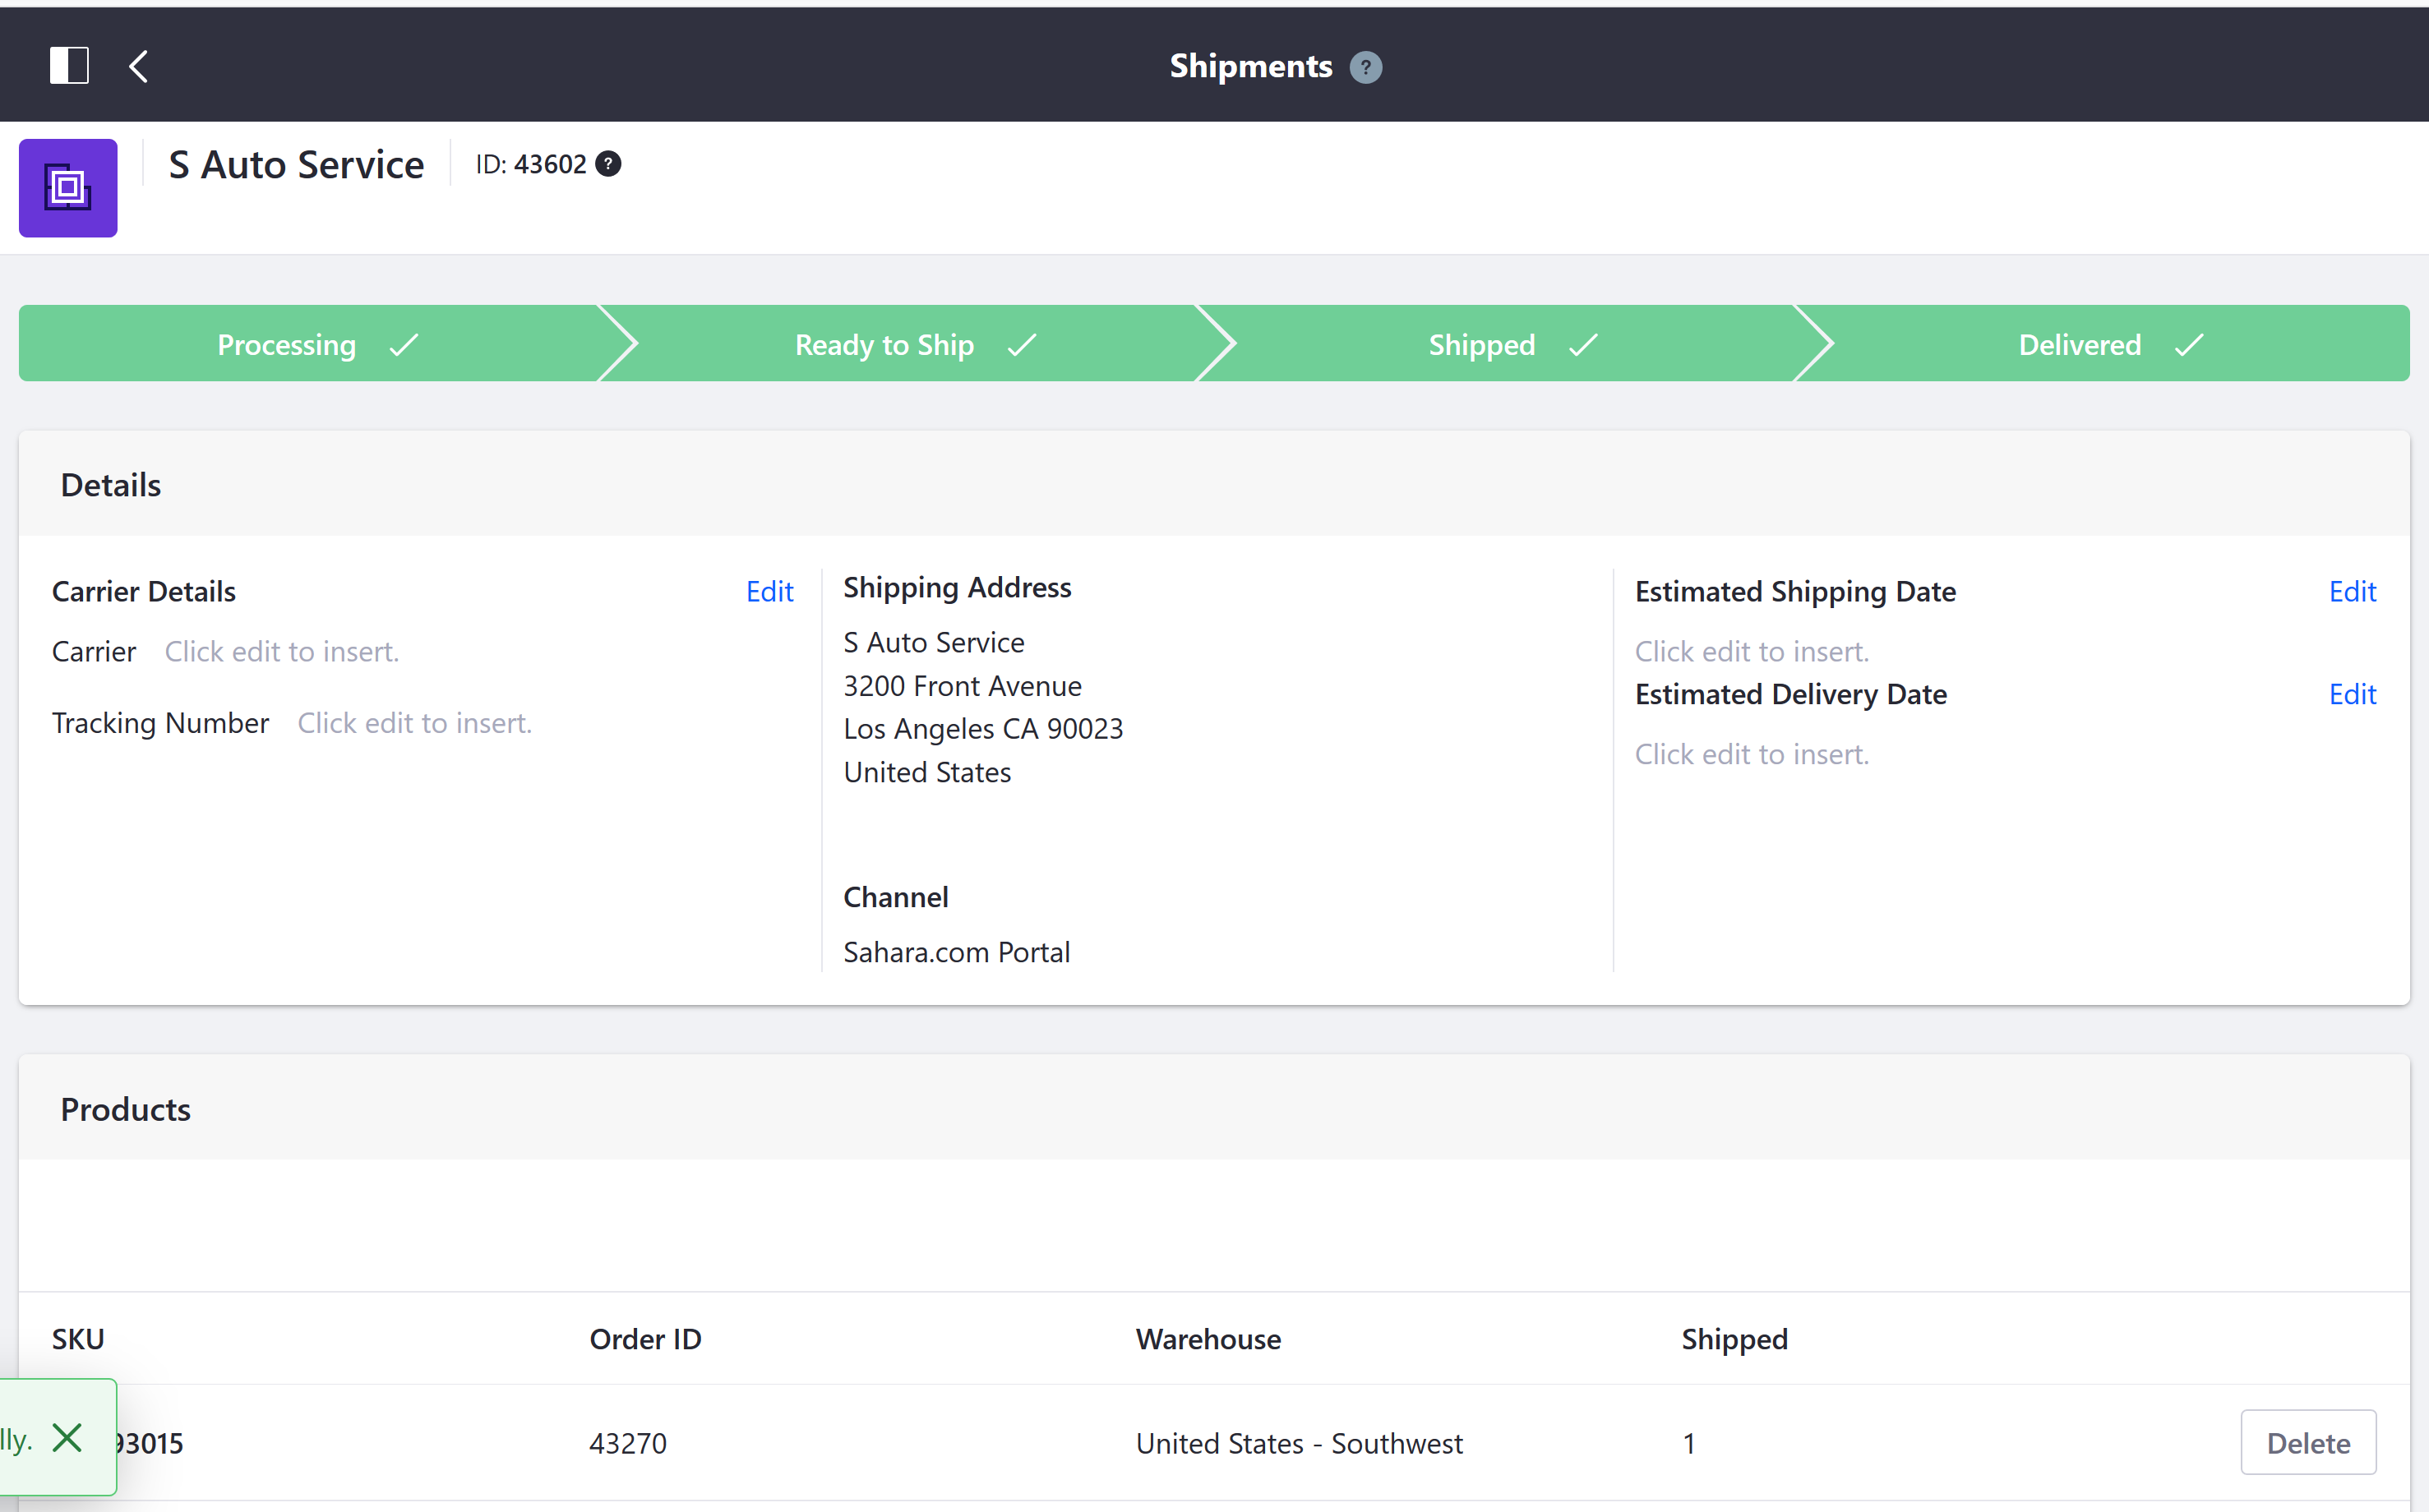 Shipments ?
S Auto Service
ID: 43602 ?
Processing
Ready to Ship
Shipped
Delivered
Details
Carrier Details
Edit
Carrier Click edit to insert.
Tracking Number Click edit to insert.
Shipping Address
S Auto Service
3200 Front Avenue
Los Angeles CA 90023
United States
Channel
Sahara.com Portal
Estimated Shipping Date
Edit
Click edit to insert.
Estimated Delivery Date
Edit
Click edit to insert.
Products
SKU Order ID Warehouse Shipped
93015 43270 United States - Southwest 1 Delete
lly.